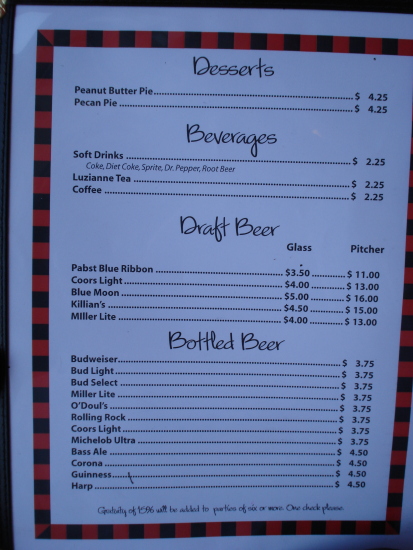 Desserts
Peanut Butter Pie $ 4.25
Pecan Pie $ 4.25
Beverages
Soft Drinks $ 2.25
Coke, Diet Coke, Sprite, Dr. Pepper, Root Beer
Luzianne Tea $ 2.25
Coffee $ 2.25
Draft Beer
Glass Pitcher
Pabst Blue Ribbon $3.50 $ 11.00
Coors Light $4.00 $ 13.00
Blue Moon $5.00 $ 16.00
Killian's $4.50 $ 15.00
MIller Lite $4.00 $ 13.00
Bottled Beer
Budweiser $ 3.75
Bud Light $ 3.75
Bud Select $ 3.75
Miller Lite $ 3.75
O'Doul's $ 3.75
Rolling Rock $ 3.75
Coors Light $ 3.75
Michelob Ultra $ 3.75
Bass Ale $ 4.50
Corona $ 4.50
Guinness $ 4.50
Harp $ 4.50
of 15% will be added to parties of six or more. One check please.